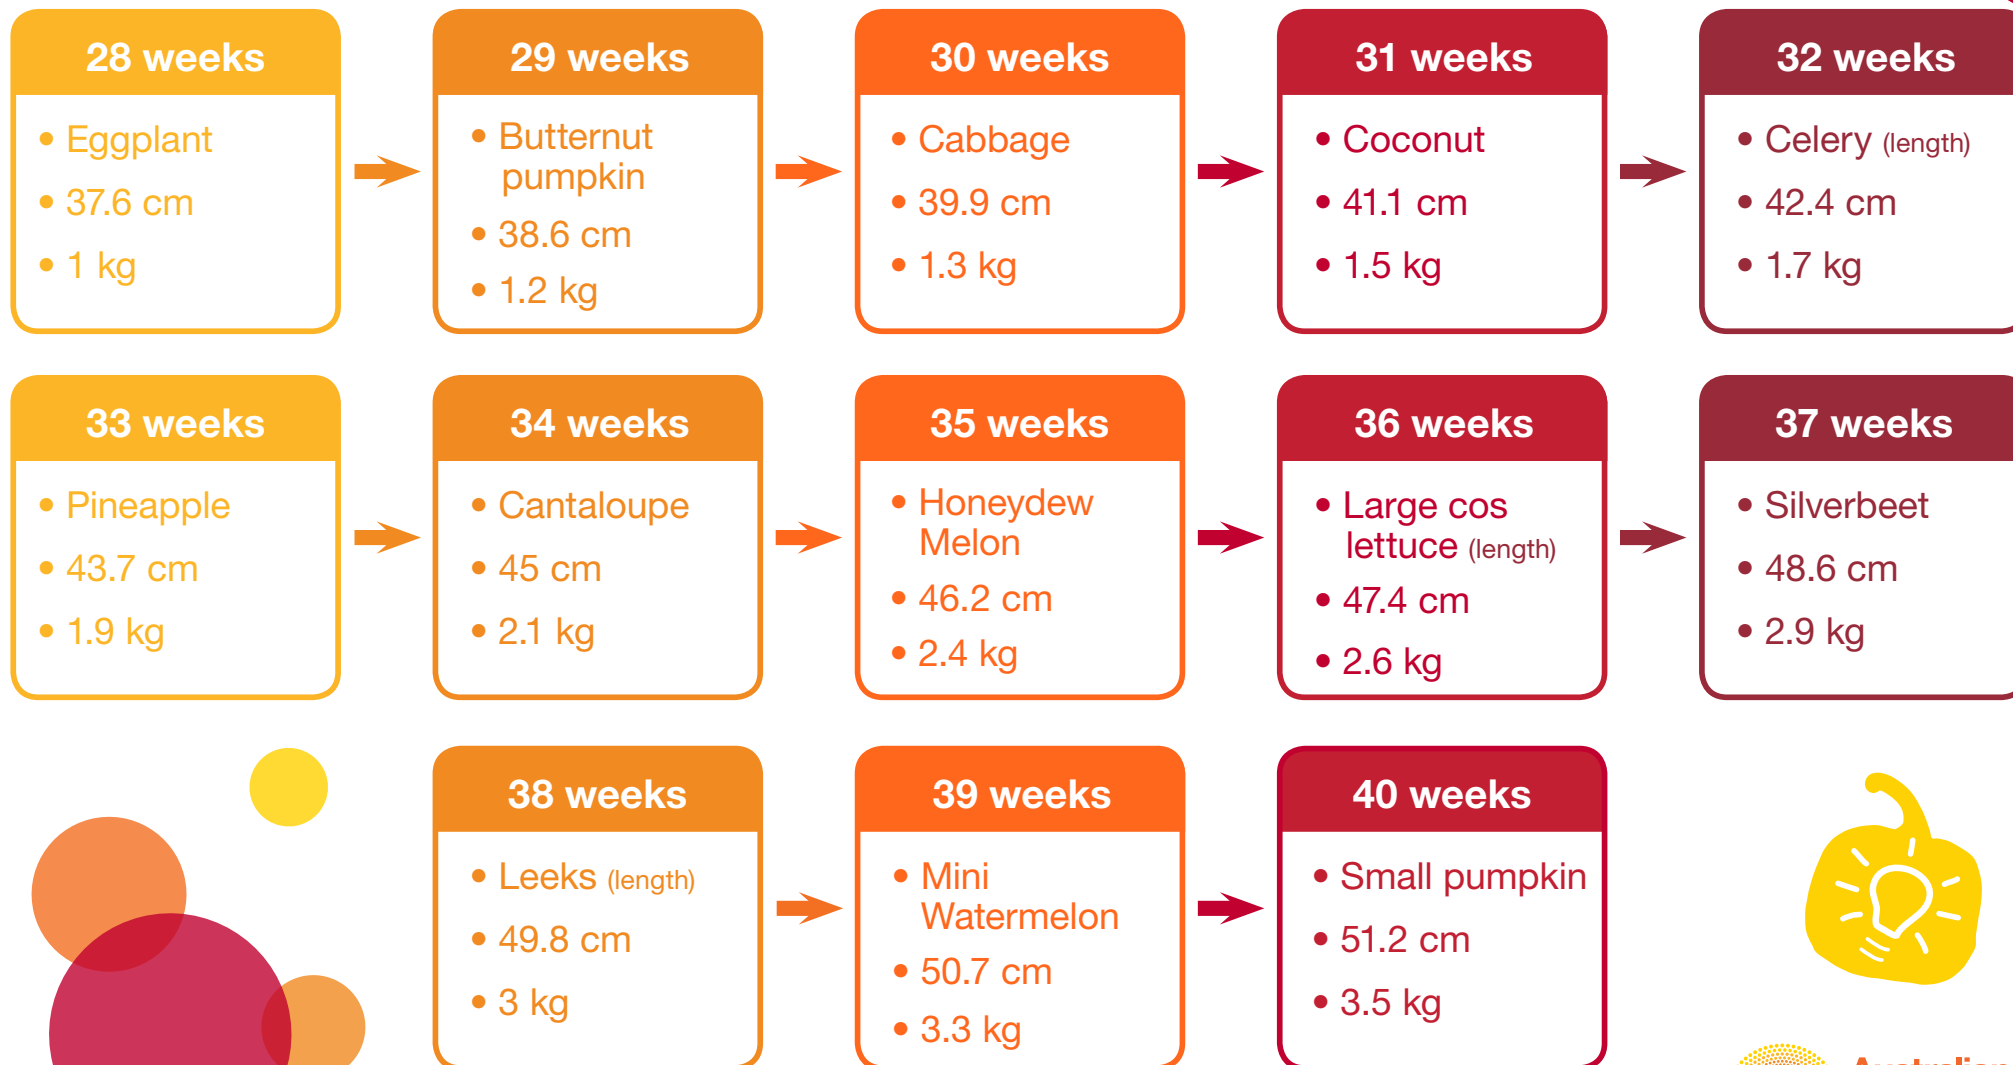 28 weeks
• Eggplant
• 37.6 cm
• 1 kg
29 weeks
• Butternut
pumpkin
• 38.6 cm
• 1.2 kg
30 weeks
• Cabbage
• 39.9 cm
• 1.3 kg
31 weeks
• Coconut
• 41.1 cm
• 1.5 kg
32 weeks
• Celery (length)
• 42.4 cm
• 1.7 kg
33 weeks
• Pineapple
• 43.7 cm
• 1.9 kg
34 weeks
• Cantaloupe
• 45 cm
• 2.1 kg
35 weeks
• Honeydew
Melon
• 46.2 cm
• 2.4 kg
36 weeks
• Large cos
lettuce (length)
• 47.4 cm
• 2.6 kg
37 weeks
• Silverbeet
• 48.6 cm
• 2.9 kg
38 weeks
• Leeks (length)
• 49.8 cm
• 3 kg
39 weeks
• Mini
Watermelon
• 50.7 cm
• 3.3 kg
40 weeks
• Small pumpkin
• 51.2 cm
• 3.5 kg